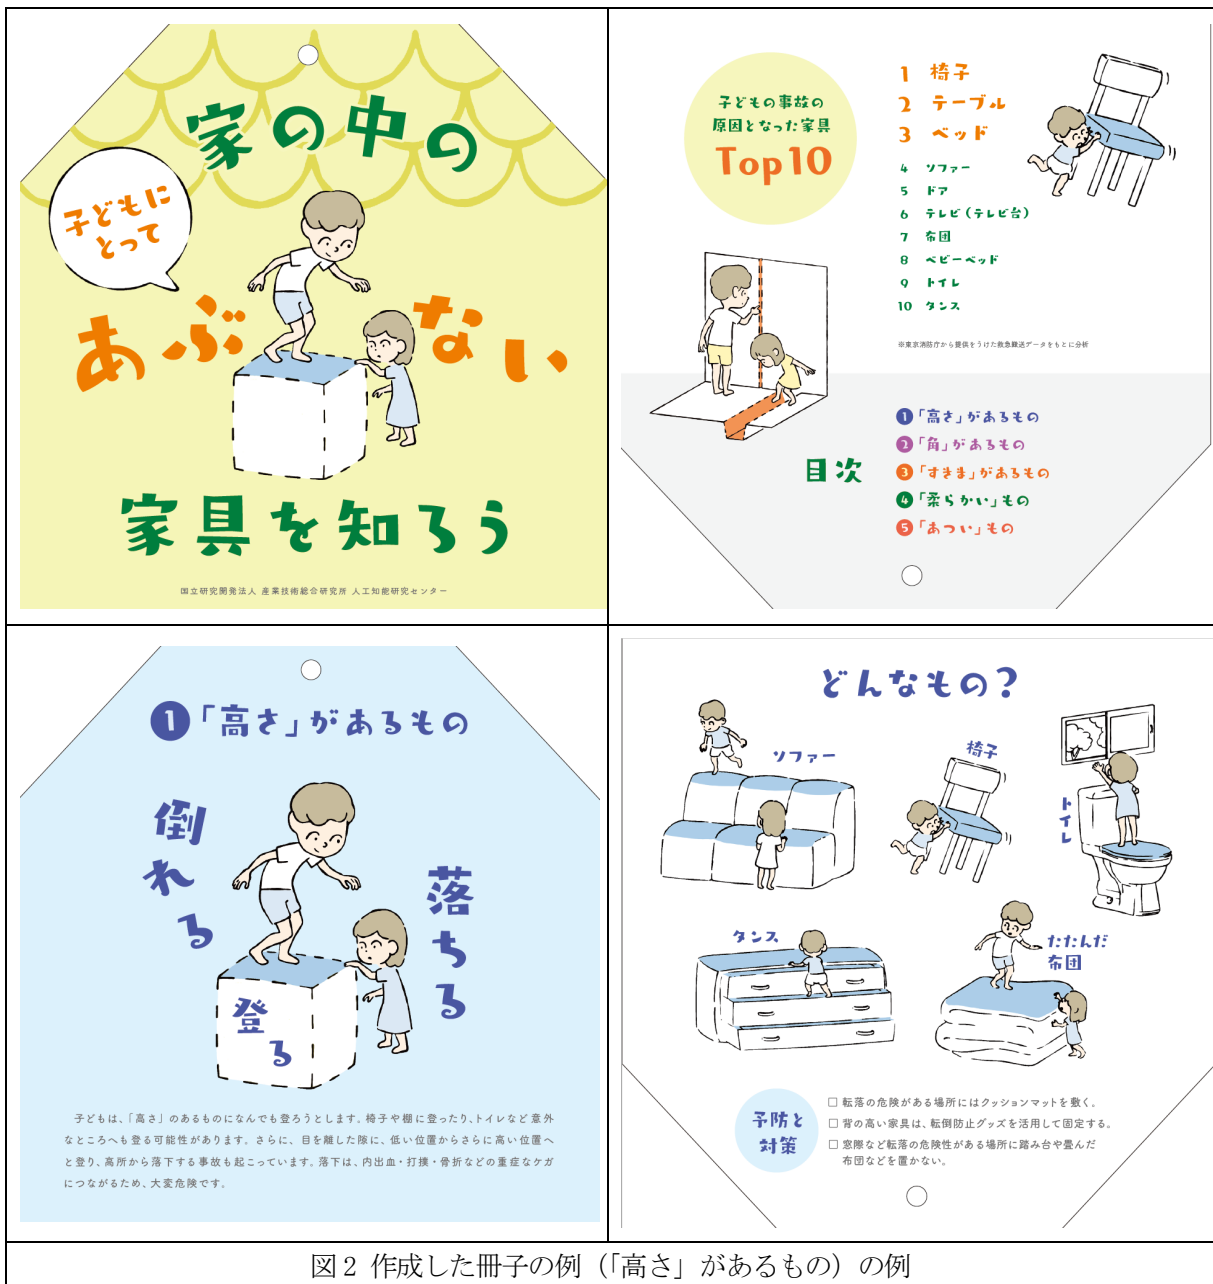 家の中の
子どもに
とって
あぶない
家具を知ろう
国立研究開発法人 産業技術総合研究所 人工知能研究センター
子どもの事故の
原因となった家具
Top10
1 椅子
2 テーブル
3 ベッド
4 ソファー
5 ドア
6 テレビ(テレビ台)
7 布団
8 ベビーベッド
9 トイレ
10 タンス
※東京消防庁から提供をうけた救急搬送データをもとに分析
目次
1「高さ」があるもの
2「角」があるもの
3「すきま」があるもの
4「柔らかい」もの
5「あつい」もの
1「高さ」があるもの
倒れる
落ちる
登る
子どもは、「高さ」のあるものになんでも登ろうとします。椅子や棚に登ったり、トイレなど意外
なところへも登る可能性があります。さらに、目を離した隙に、低い位置からさらに高い位置へ
と登り、高所から落下する事故も起こっています。落下は、内出血・打撲・骨折などの重症なケガ
につながるため、大変危険です。
どんなもの?
ソファー
椅子
トイレ
タンス
たたんだ
布団
予防と
対策
□ 転落の危険がある場所にはクッションマットを敷く。
□ 背の高い家具は、転倒防止グッズを活用して固定する。
□ 窓際など転落の危険性がある場所に踏み台や畳んだ
布団などを置かない。
図2 作成した冊子の例(「高さ」があるもの)の例